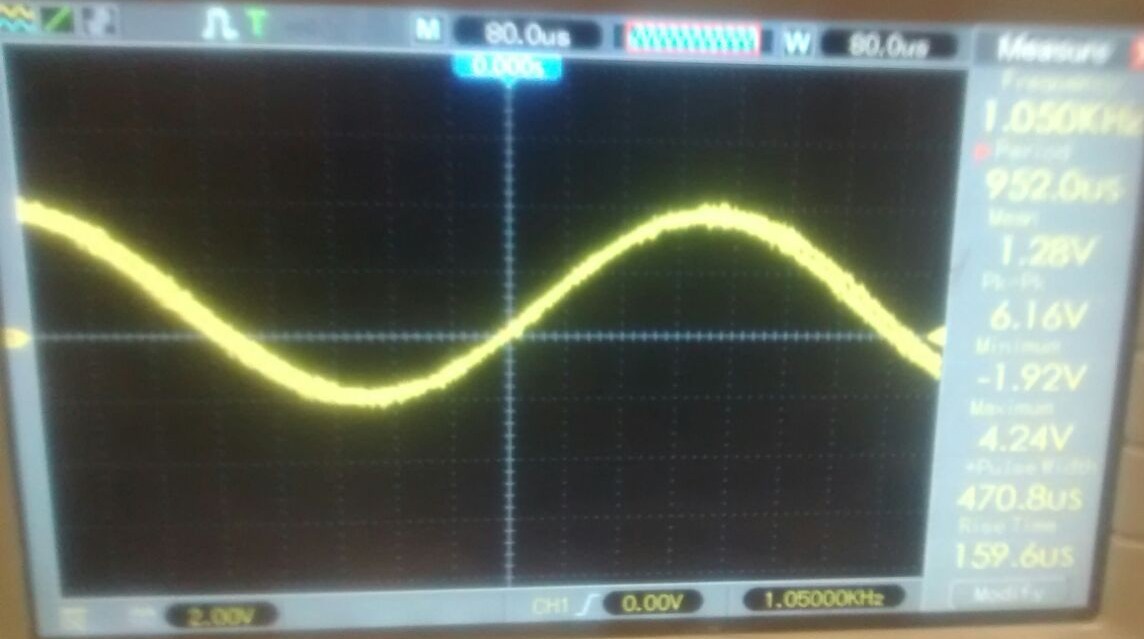 T M 80.0us W 80.0us Measure
0.000s
Frequency
1.050KHz
Period
952.0us
Mean
1.28V
Pk-Pk
6.16V
Minimum
-1.92V
Maximum
4.24V
+Pulse Width
470.8us
Rise Time
159.6us
Modify
2.00V CH1 0.00V 1.05000KHz